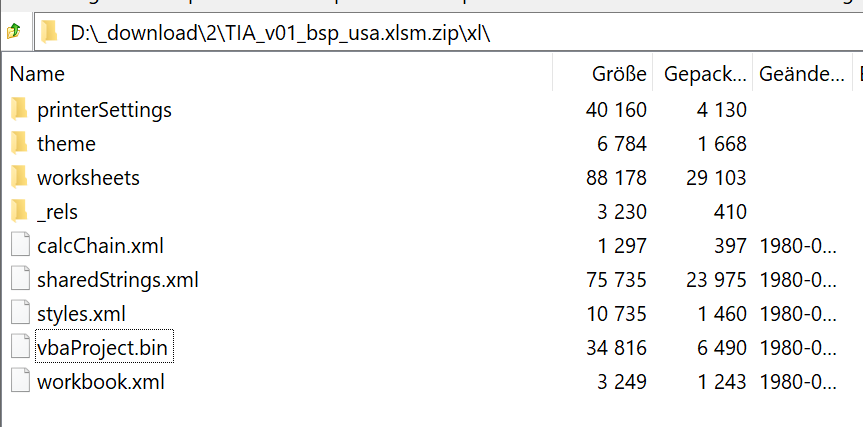 D:\_download\2\TIA_v01_bsp_usa.xlsm.zip\xl\
Name Größe Gepack... Geände...
printerSettings 40 160 4 130
theme 6 784 1 668
worksheets 88 178 29 103
_rels 3 230 410
calcChain.xml 1 297 397 1980-0...
sharedStrings.xml 75 735 23 975 1980-0...
styles.xml 10 735 1 460 1980-0...
vbaProject.bin 34 816 6 490 1980-0...
workbook.xml 3 249 1 243 1980-0...